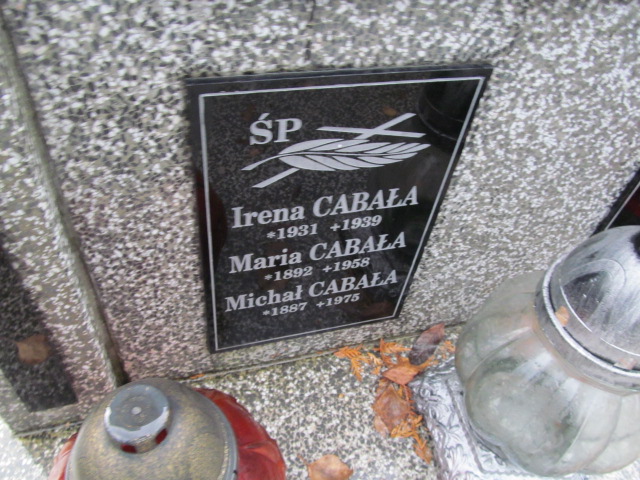 ŚP
Irena CABAŁA
*1931 +1939
Maria CABAŁA
*1892 +1958
Michał CABAŁA
*1887 +1975